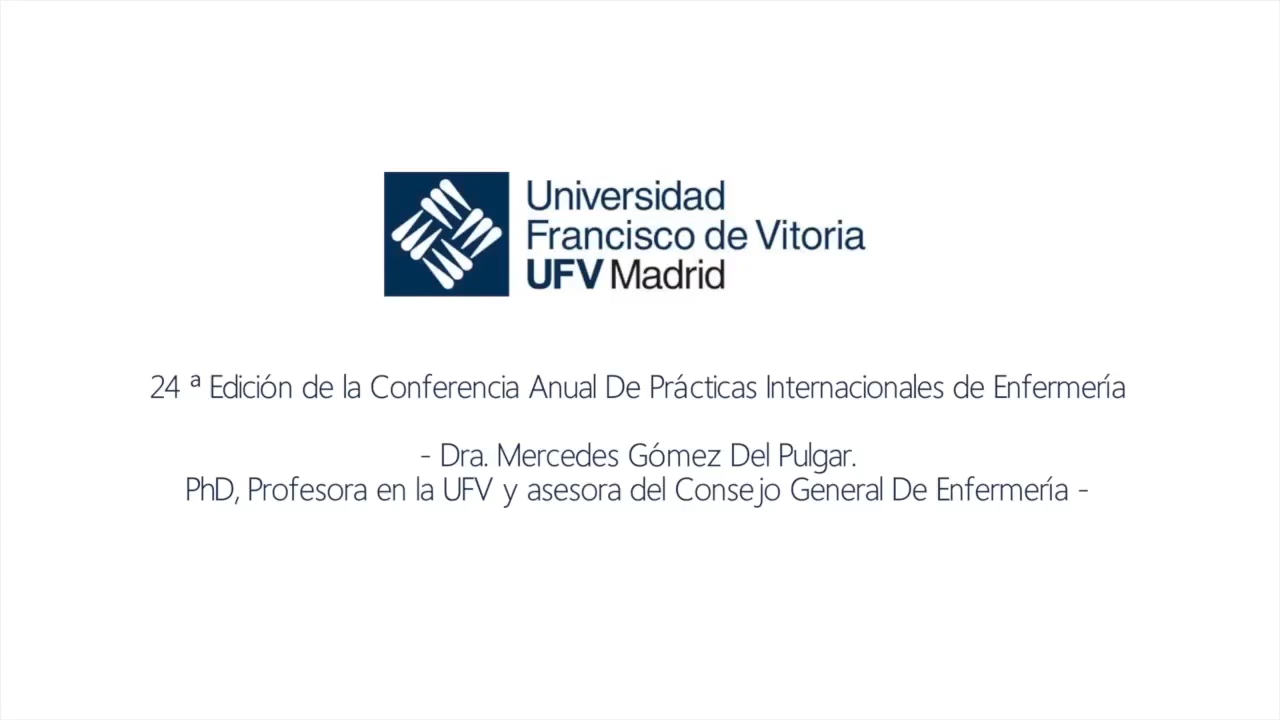 Universidad
Francisco de Vitoria
UFV Madrid
24 ª Edición de la Conferencia Anual De Prácticas Internacionales de Enfermería
- Dra. Mercedes Gómez Del Pulgar.
PhD, Profesora en la UFV y asesora del Consejo General De Enfermería -